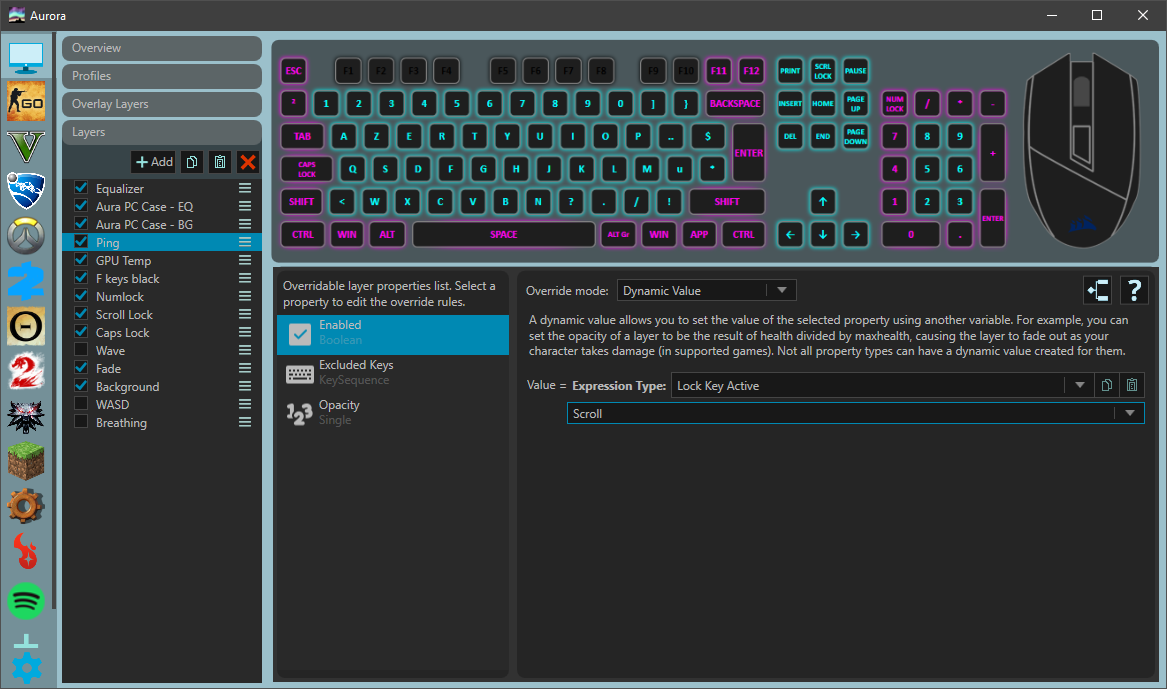 Aurora
Overview
Profiles
Overlay Layers
Layers
Add
Equalizer
Aura PC Case - EQ
Aura PC Case - BG
Ping
GPU Temp
F keys black
Numlock
Scroll Lock
Caps Lock
Wave
Fade
Background
WASD
Breathing
GO
V
2
ESC F1 F2 F3 F4 F5 F6 F7 F8 F9 F10 F11 F12 PRINT SCRL LOCK PAUSE
² 1 2 3 4 5 6 7 8 9 0 ] } BACKSPACE INSERT HOME PAGE UP NUM LOCK / * -
TAB A Z E R T Y U I O P .. $ ENTER DEL END PAGE DOWN 7 8 9 +
CAPS LOCK Q S D F G H J K L M u * 4 5 6
SHIFT < W X C V B N ? . / ! SHIFT ↑ 1 2 3 ENTER
CTRL WIN ALT SPACE ALT Gr WIN APP CTRL ← ↓ → 0 .
Overridable layer properties list. Select a
property to edit the override rules.
Enabled
Boolean
Excluded Keys
KeySequence
123
Opacity
Single
Override mode: Dynamic Value
?
A dynamic value allows you to set the value of the selected property using another variable. For example, you can
set the opacity of a layer to be the result of health divided by maxhealth, causing the layer to fade out as your
character takes damage (in supported games). Not all property types can have a dynamic value created for them.
Value = Expression Type: Lock Key Active
Scroll